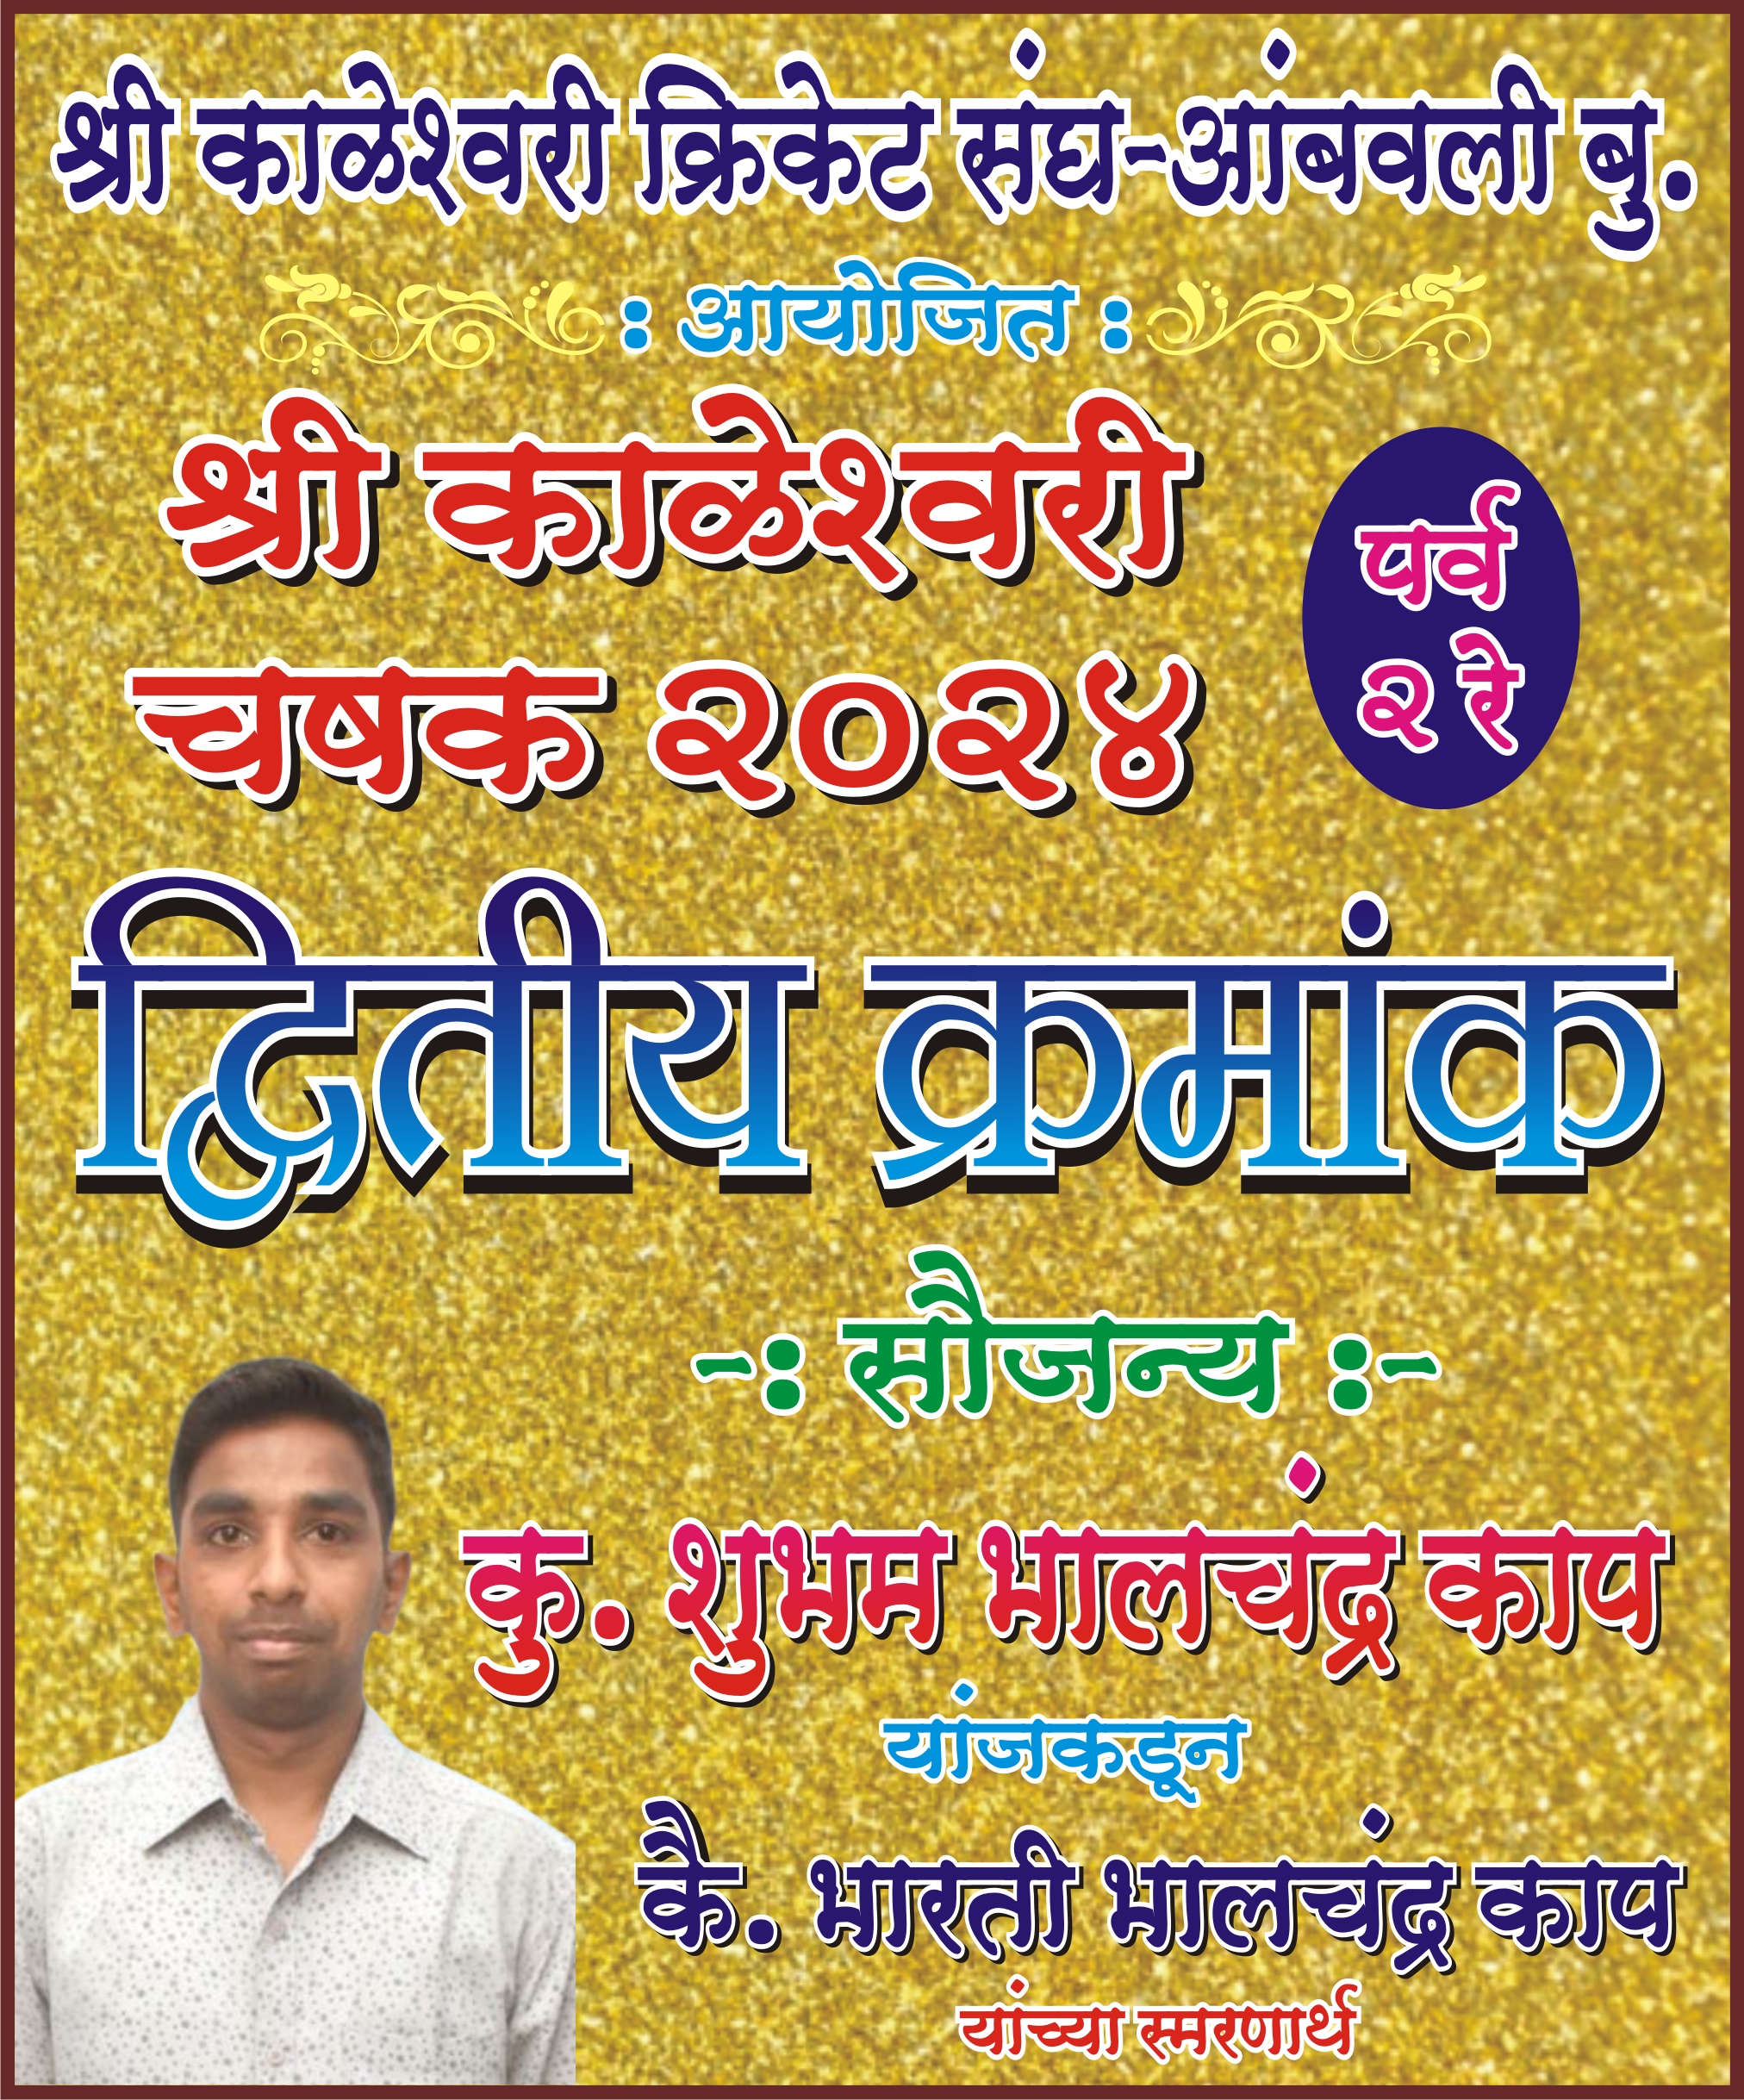 श्री काळेश्वरी क्रिकेट संघ-आंबवली बु.
: आयोजित :
श्री काळेश्वरी
चषक २०२४
पर्व
२ रे
द्वितीय क्रमांक
-: सौजन्य :-
कु. शुभम भालचंद्र काप
यांजकडून
कै. भारती भालचंद्र काप
यांच्या स्मरणार्थ